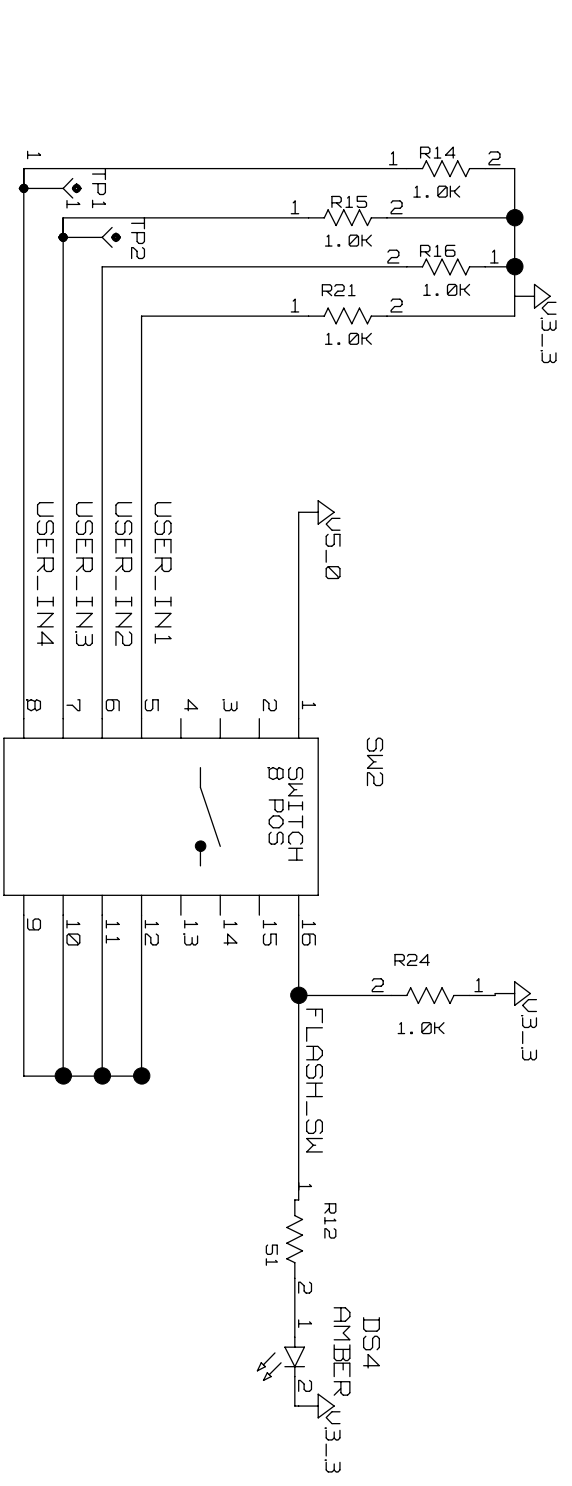 R14
1
2
1.0K
1
TP1
1
R15
1
2
1.0K
TP2
R16
2
1
1.0K
R21
1
2
1.0K
V3_3
V5_0
USER_IN4
USER_IN3
USER_IN2
USER_IN1
8
7
6
5
4
3
2
1
SW2
SWITCH
8 POS
9
10
11
12
13
14
15
16
R24
2
1
1.0K
V3_3
FLASH_SW
1
R12
51
2
1
DS4
AMBER
2
V3_3